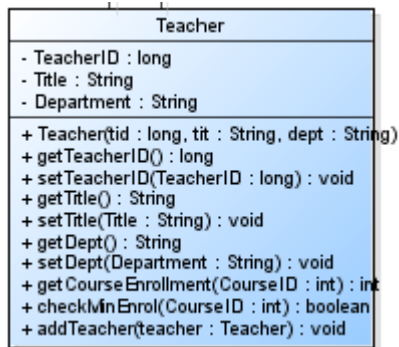 Teacher
- TeacherID : long
- Title : String
- Department : String
+ Teacher(tid : long, tit : String, dept : String)
+ getTeacherID() : long
+ setTeacherID(TeacherID : long) : void
+ getTitle() : String
+ setTitle(Title : String) : void
+ getDept() : String
+ setDept(Department : String) : void
+ getCourseEnrollment(CourseID : int) : int
+ checkMinEnrol(CourseID : int) : boolean
+ addTeacher(teacher : Teacher) : void